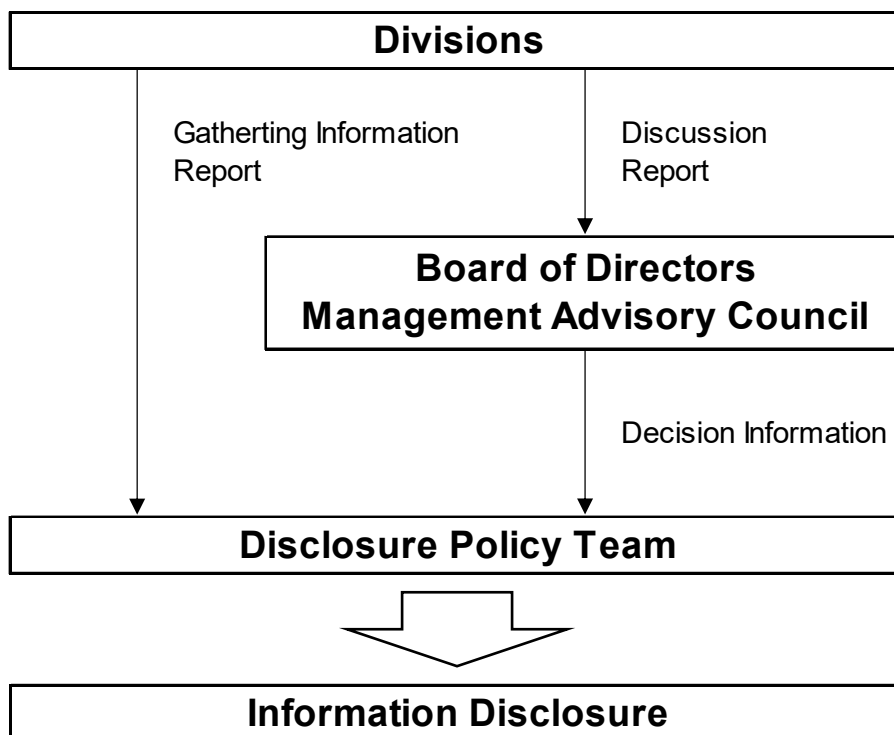 Divisions
Gatherting Information
Report
Discussion
Report
Board of Directors
Management Advisory Council
Decision Information
Disclosure Policy Team
Information Disclosure